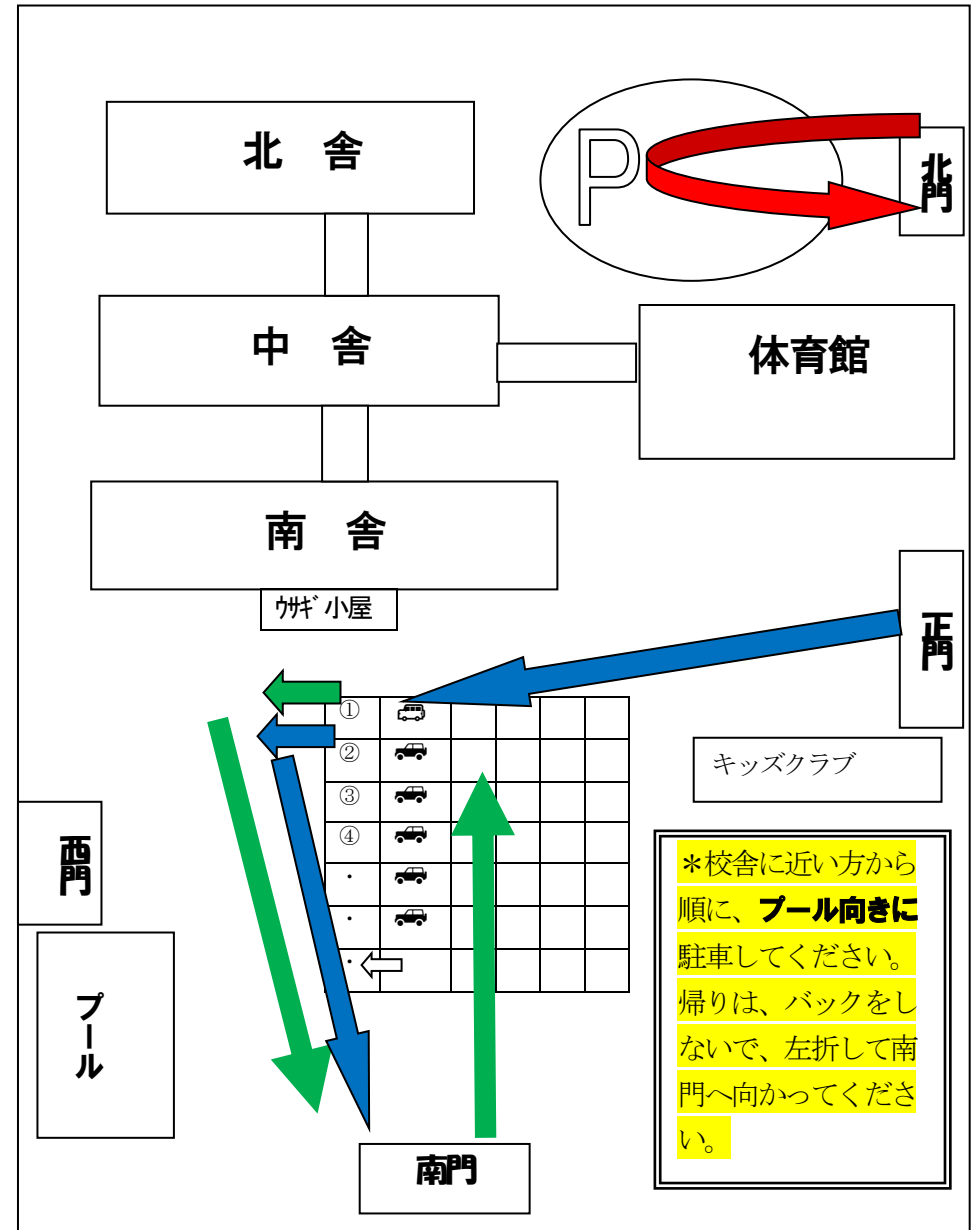 北 舎
P
北門
中 舎
体育館
南 舎
ｳｻｷﾞ小屋
正門
①
②
③
④
・
・
・
キッズクラブ
西門
プール
＊校舎に近い方から
順に、プール向きに
駐車してください。
帰りは、バックをし
ないで、左折して南
門へ向かってくださ
い。
南門